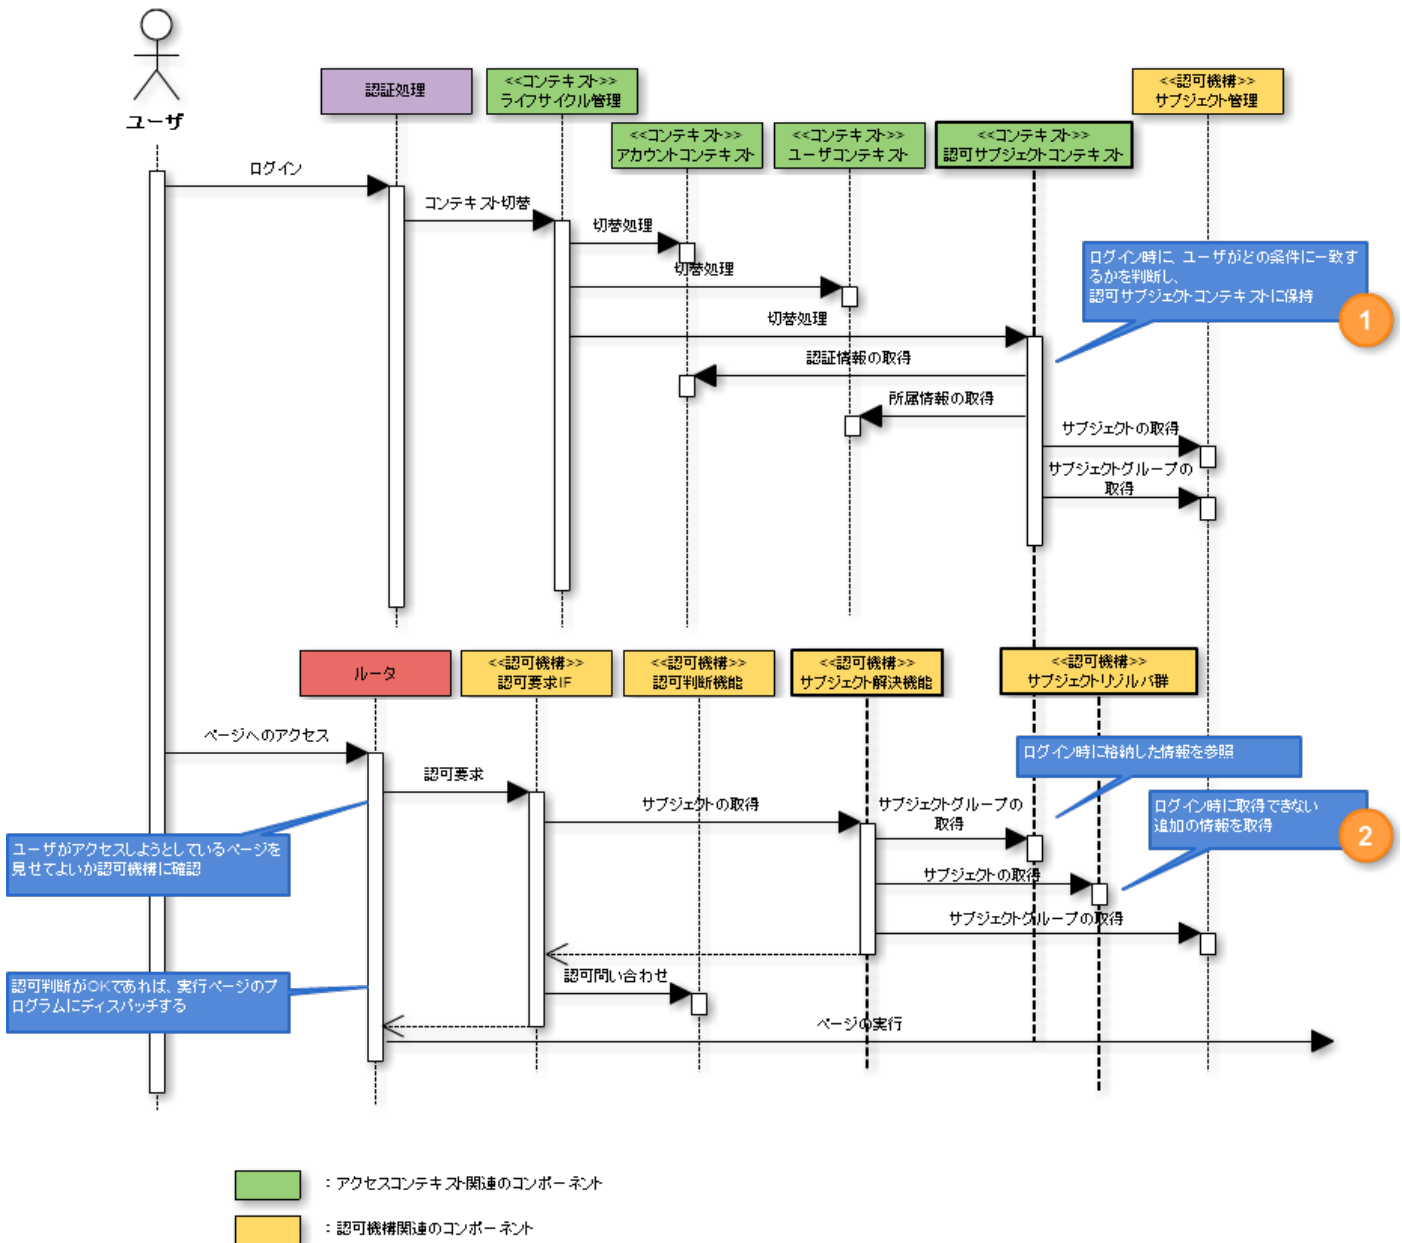 ユーザ
認証処理
<<コンテキスト>>
ライフサイクル管理
<<認可機構>>
サブジェクト管理
<<コンテキスト>>
アカウントコンテキスト
<<コンテキスト>>
ユーザコンテキスト
<<コンテキスト>>
認可サブジェクトコンテキスト
ログイン
コンテキスト切替
切替処理
切替処理
切替処理
ログイン時に、ユーザがどの条件に一致す
るかを判断し、
認可サブジェクトコンテキストに保持
1
認証情報の取得
所属情報の取得
サブジェクトの取得
サブジェクトグループの
取得
ルータ
<<認可機構>>
認可要求IF
<<認可機構>>
認可判断機能
<<認可機構>>
サブジェクト解決機能
<<認可機構>>
サブジェクトリゾルバ群
ページへのアクセス
ログイン時に格納した情報を参照
認可要求
サブジェクトの取得
サブジェクトグループの
取得
ログイン時に取得できない
追加の情報を取得
2
ユーザがアクセスしようとしているページを
見せてよいか認可機構に確認
サブジェクトの取得
サブジェクトグループの取得
認可問い合わせ
認可判断がOKであれば、実行ページのプ
ログラムにディスパッチする
ページの実行
：アクセスコンテキスト関連のコンポーネント
：認可機構関連のコンポーネント